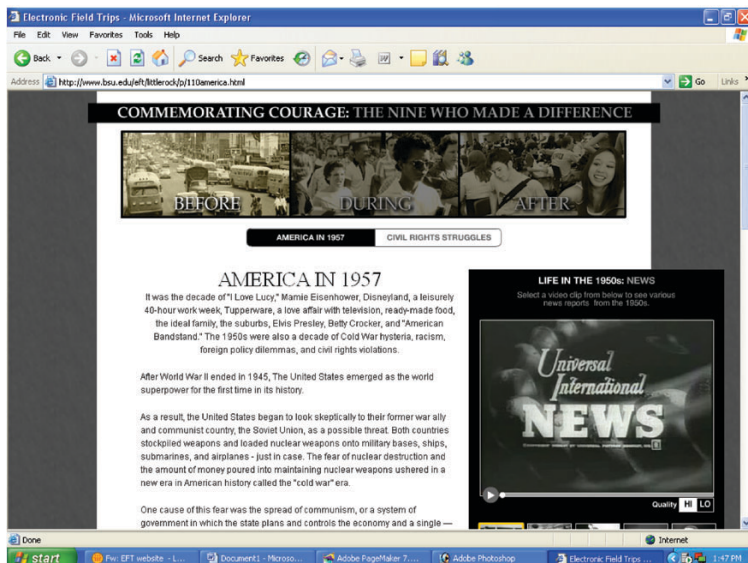 Electronic Field Trips - Microsoft Internet Explorer
File Edit View Favorites Tools Help
Back Search Favorites
Address http://www.bsu.edu/eft/littlerock/p/110america.html Go Links
COMMEMORATING COURAGE: THE NINE WHO MADE A DIFFERENCE
BEFORE DURING AFTER
AMERICA IN 1957 CIVIL RIGHTS STRUGGLES
AMERICA IN 1957
It was the decade of "I Love Lucy," Mamie Eisenhower, Disneyland, a leisurely
40-hour work week, Tupperware, a love affair with television, ready-made food,
the ideal family, the suburbs, Elvis Presley, Betty Crocker, and "American
Bandstand." The 1950s were also a decade of Cold War hysteria, racism,
foreign policy dilemmas, and civil rights violations.
After World War II ended in 1945, The United States emerged as the world
superpower for the first time in its history.
As a result, the United States began to look skeptically to their former war ally
and communist country, the Soviet Union, as a possible threat. Both countries
stockpiled weapons and loaded nuclear weapons onto military bases, ships,
submarines, and airplanes - just in case. The fear of nuclear destruction and
the amount of money poured into maintaining nuclear weapons ushered in a
new era in American history called the "cold war" era.
One cause of this fear was the spread of communism, or a system of
government in which the state plans and controls the economy and a single —
LIFE IN THE 1950s: NEWS
Select a video clip from below to see various
news reports from the 1950s.
Universal
International
NEWS
Quality HI LO
Done Internet
start Fw: EFT website - L... Document1 - Microso... Adobe PageMaker 7.... Adobe Photoshop Electronic Field Trips ... 1:47 PM